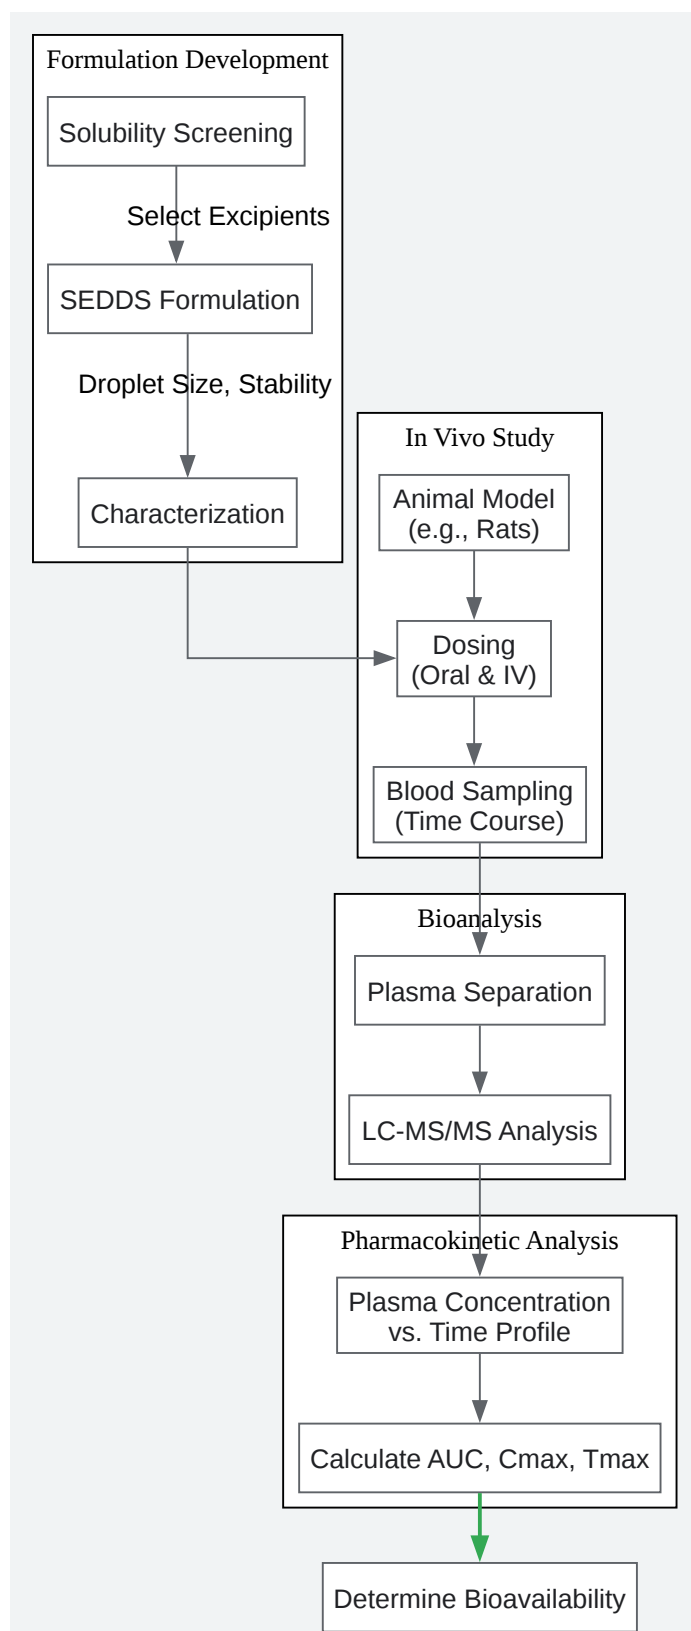 Formulation Development
Solubility Screening
Select Excipients
SEDDS Formulation
Droplet Size, Stability
Characterization
In Vivo Study
Animal Model
(e.g., Rats)
Dosing
(Oral & IV)
Blood Sampling
(Time Course)
Bioanalysis
Plasma Separation
LC-MS/MS Analysis
Pharmacokinetic Analysis
Plasma Concentration
vs. Time Profile
Calculate AUC, Cmax, Tmax
Determine Bioavailability